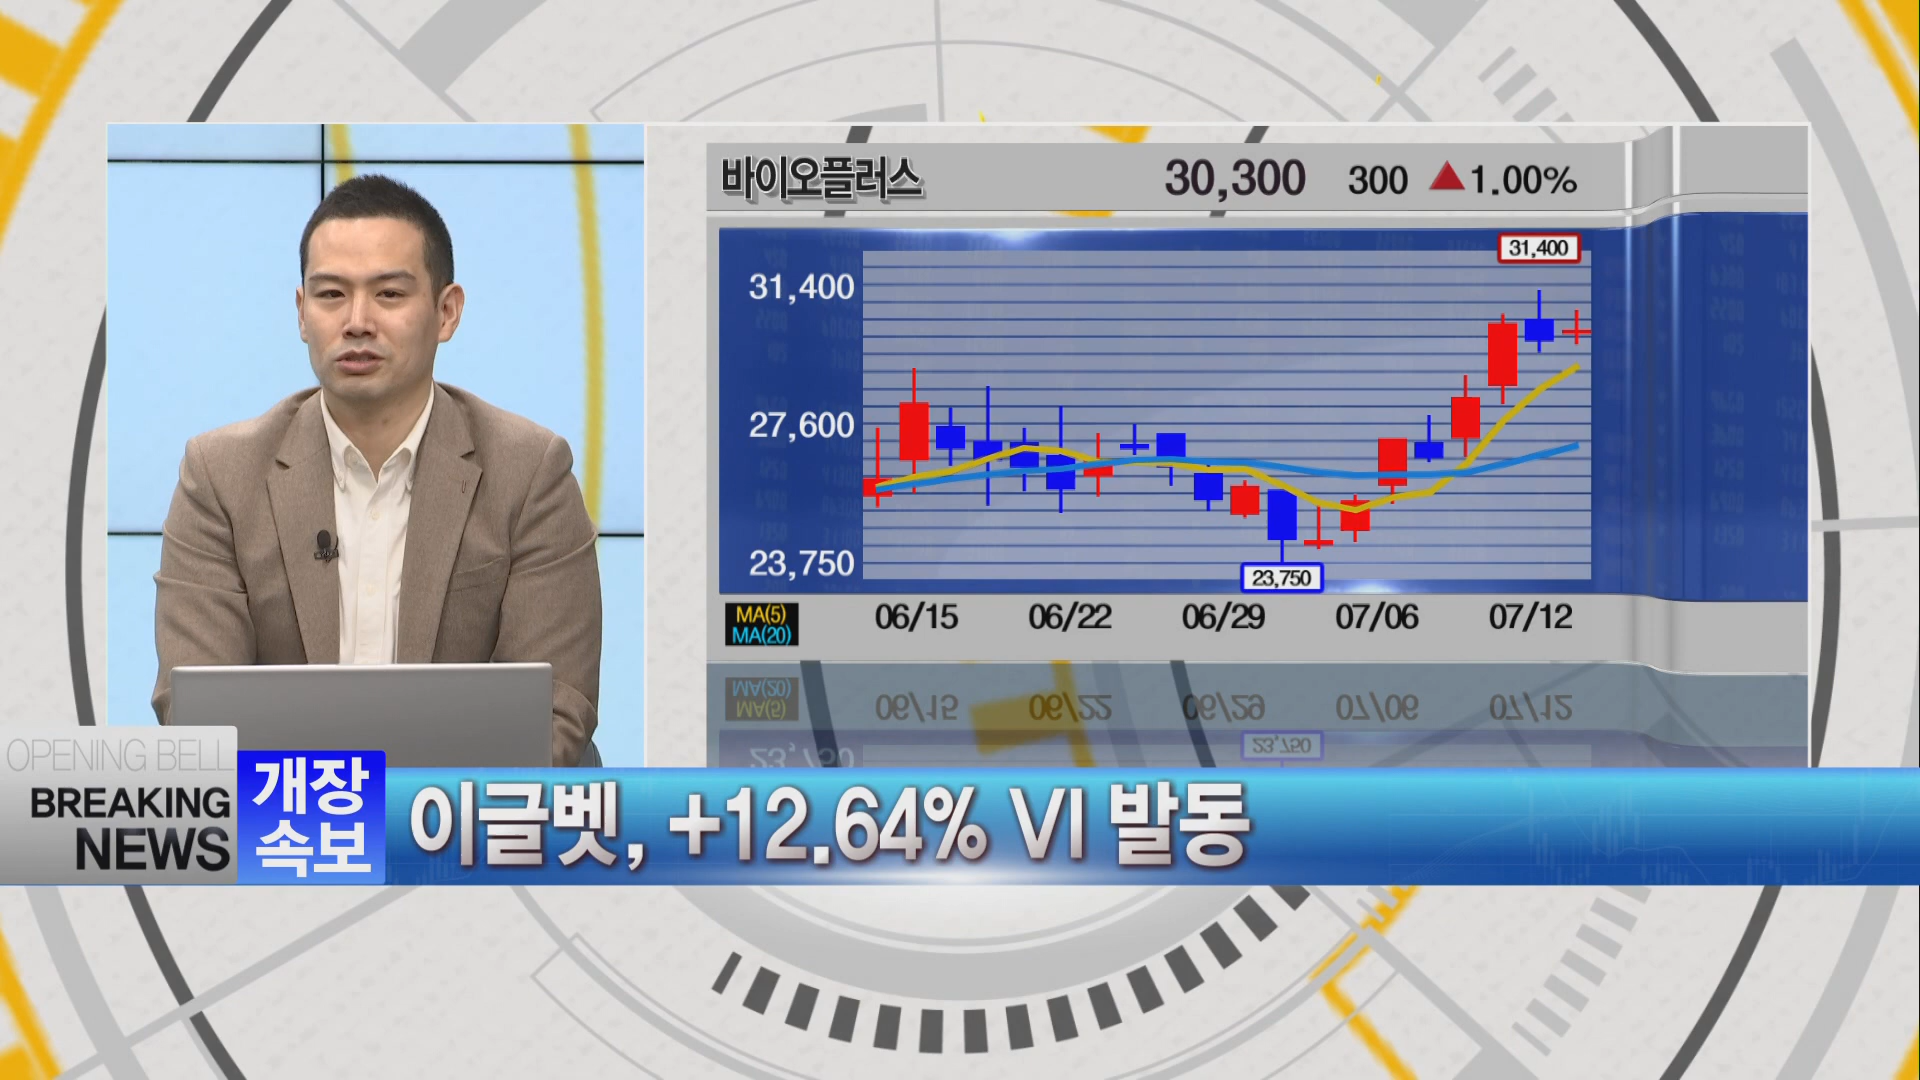 바이오플러스 30,300 300 ▲1.00%
31,400
31,400
27,600
23,750
23,750
MA(5)
MA(20)
06/15 06/22 06/29 07/06 07/12
OPENING BELL
BREAKING
NEWS
개장
속보
이글벳, +12.64% VI 발동